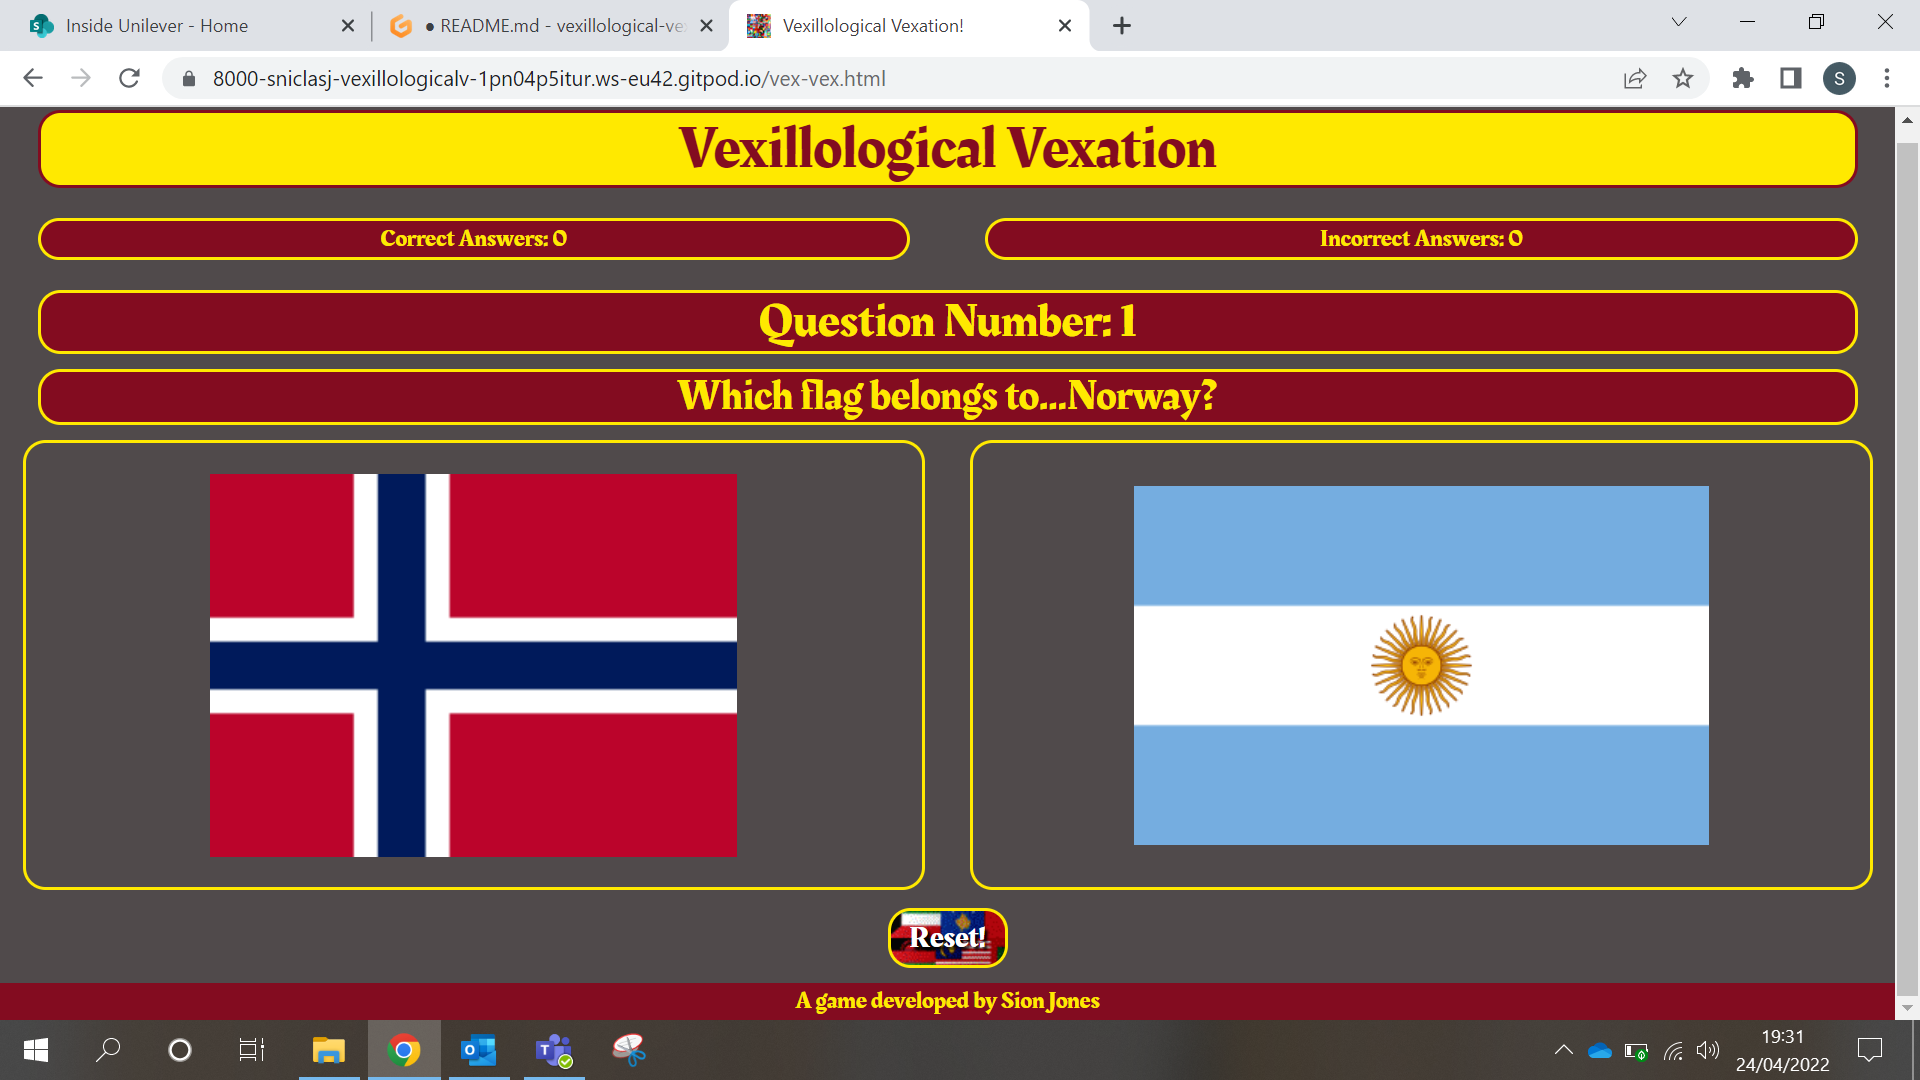 Inside Unilever - Home
● README.md - vexillological-ve
Vexillological Vexation!
8000-sniclasj-vexillologicalv-1pn04p5itur.ws-eu42.gitpod.io/vex-vex.html
S
Vexillological Vexation
Correct Answers: 0
Incorrect Answers: 0
Question Number: 1
Which flag belongs to...Norway?
Reset!
A game developed by Sion Jones
19:31
24/04/2022